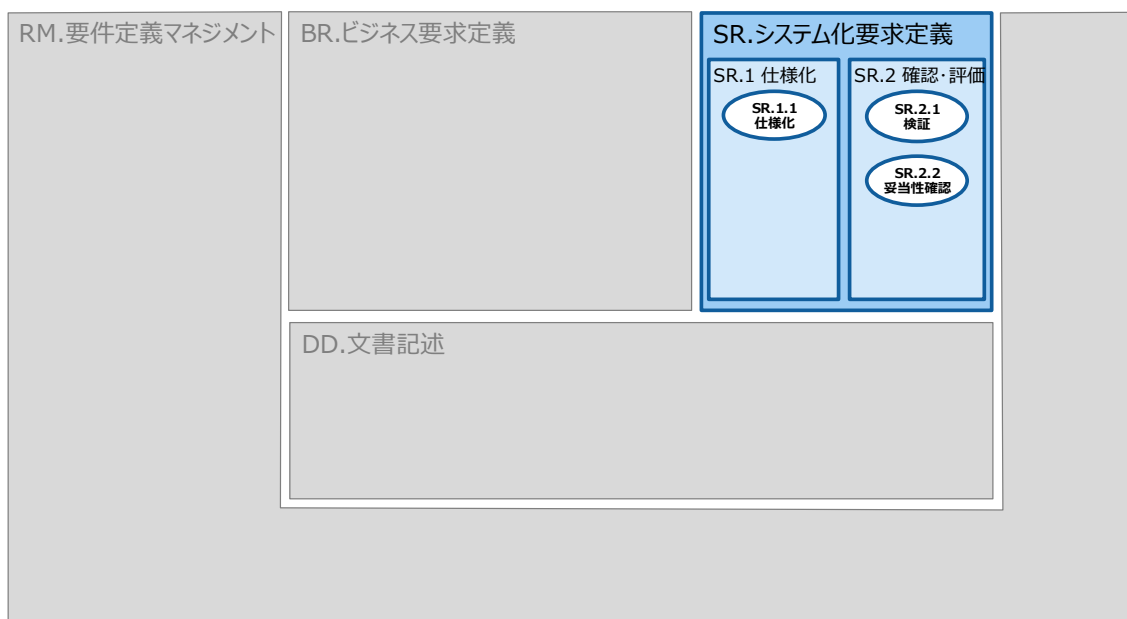 RM.要件定義マネジメント
BR.ビジネス要求定義
SR.システム化要求定義
SR.1 仕様化
SR.1.1
仕様化
SR.2 確認･評価
SR.2.1
検証
SR.2.2
妥当性確認
DD.文書記述